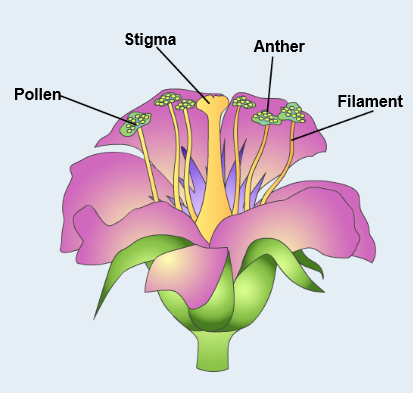 Stigma
Anther
Pollen
Filament